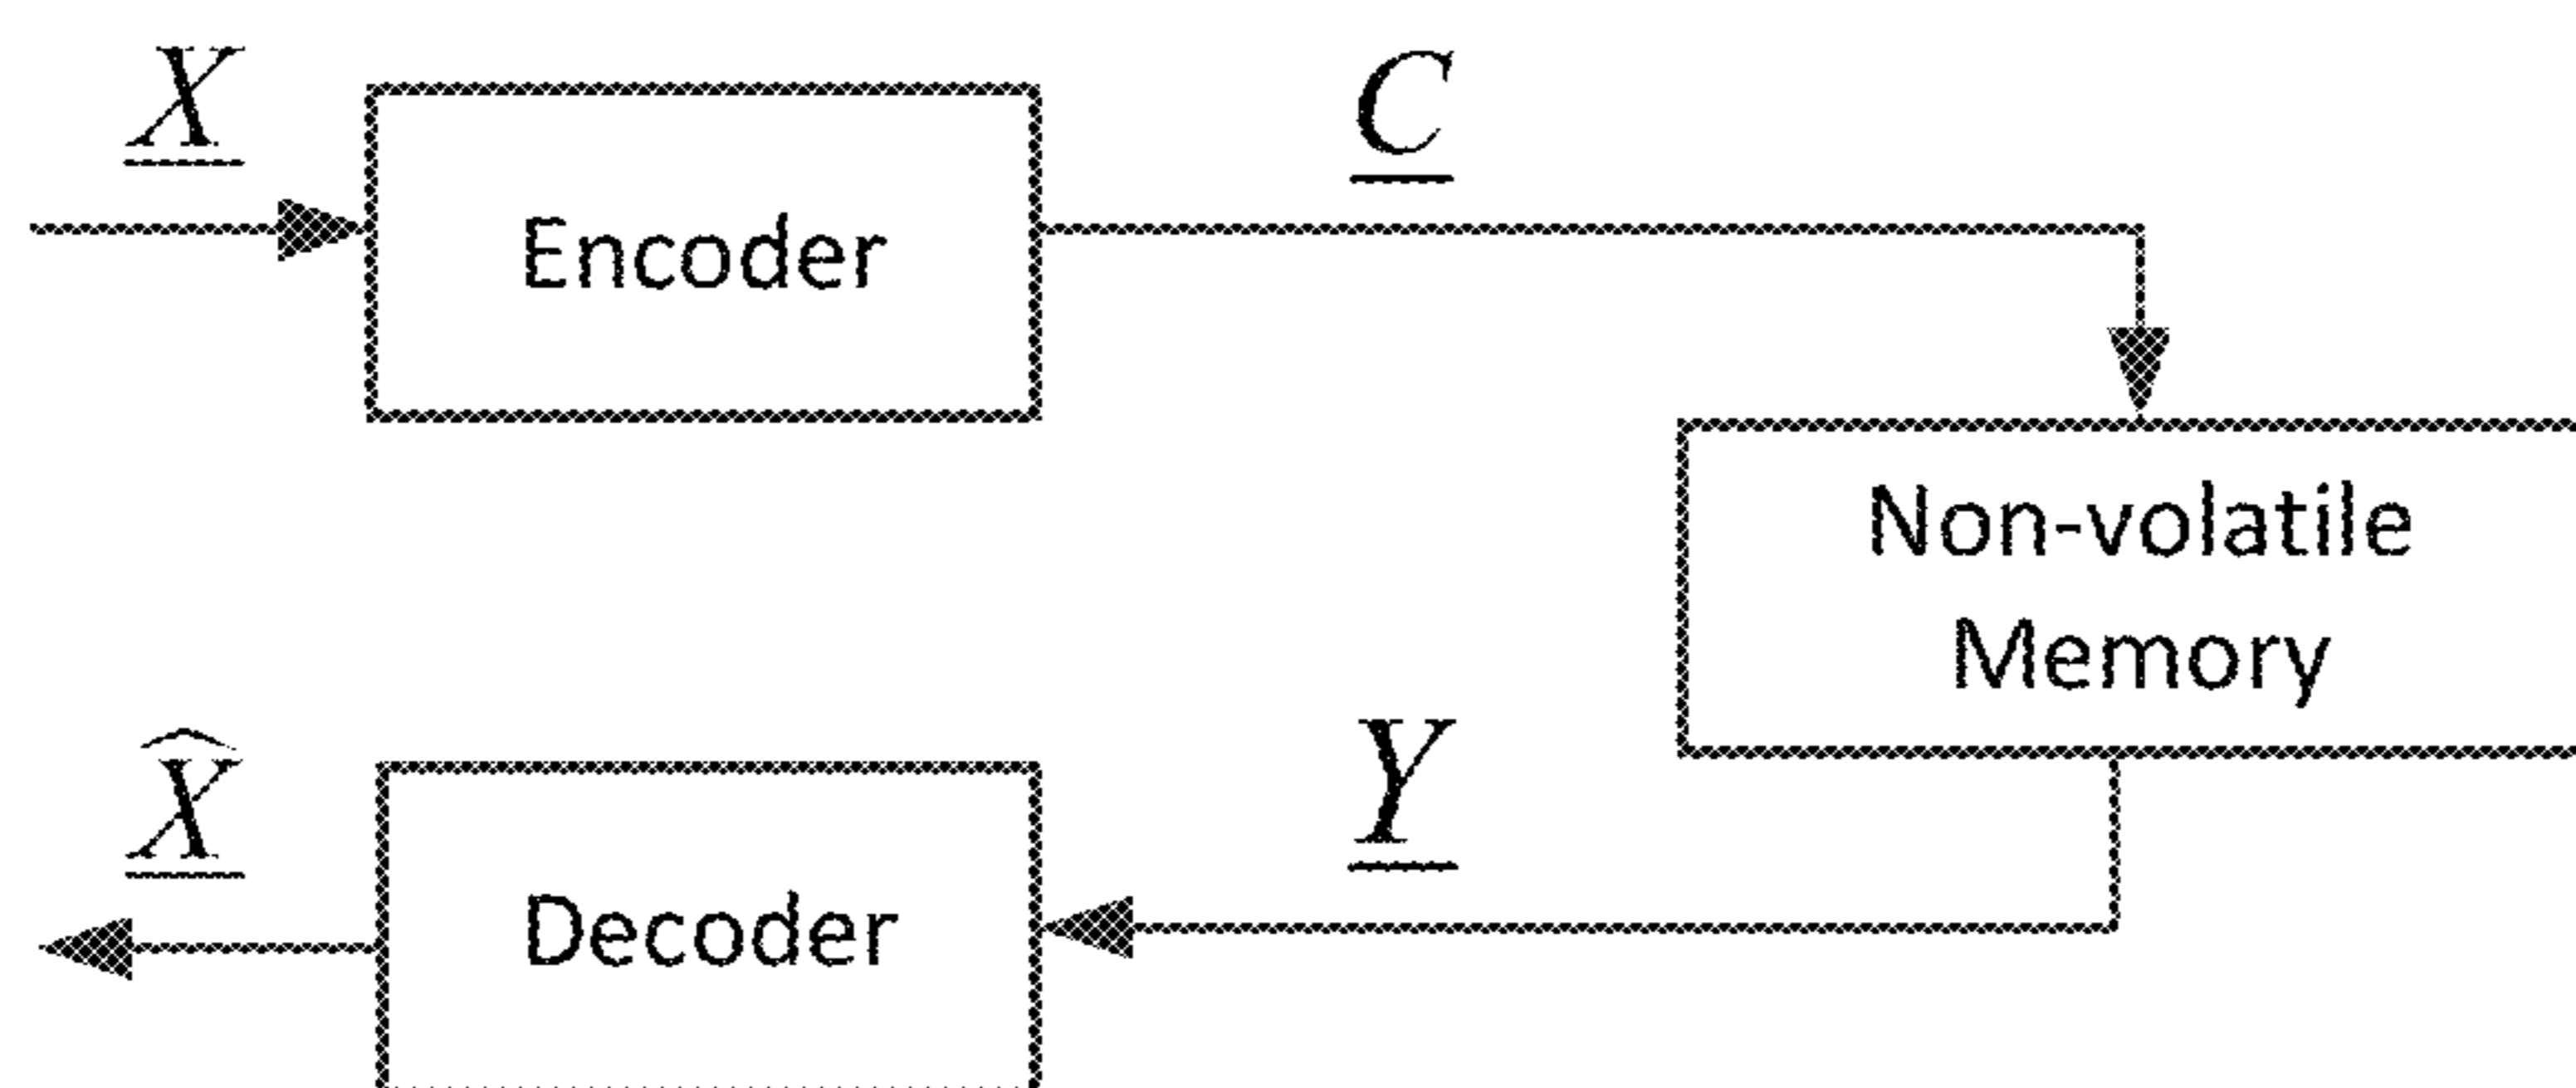 X
C
Encoder
Non-volatile
Memory
X̂
Y
Decoder